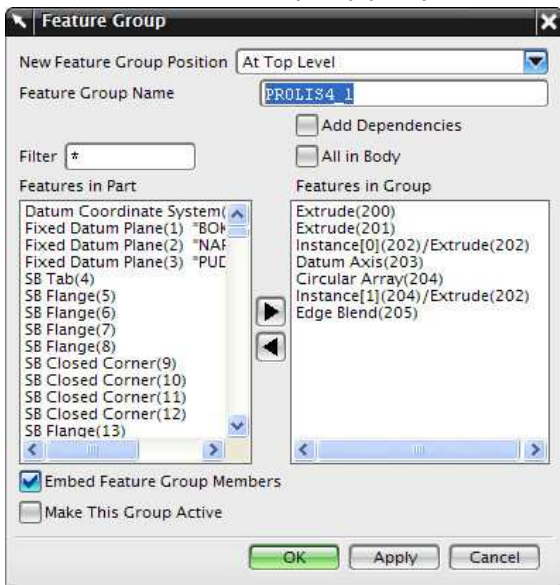 Feature Group
New Feature Group Position At Top Level
Feature Group Name PROLIS4_1
Add Dependencies
Filter * All in Body
Features in Part
Datum Coordinate System(
Fixed Datum Plane(1) "BOK
Fixed Datum Plane(2) "NAF
Fixed Datum Plane(3) "PUD
SB Tab(4)
SB Flange(5)
SB Flange(6)
SB Flange(7)
SB Flange(8)
SB Closed Corner(9)
SB Closed Corner(10)
SB Closed Corner(11)
SB Closed Corner(12)
SB Flange(13)
Features in Group
Extrude(200)
Extrude(201)
Instance[0](202)/Extrude(202)
Datum Axis(203)
Circular Array(204)
Instance[1](204)/Extrude(202)
Edge Blend(205)
Embed Feature Group Members
Make This Group Active
OK Apply Cancel